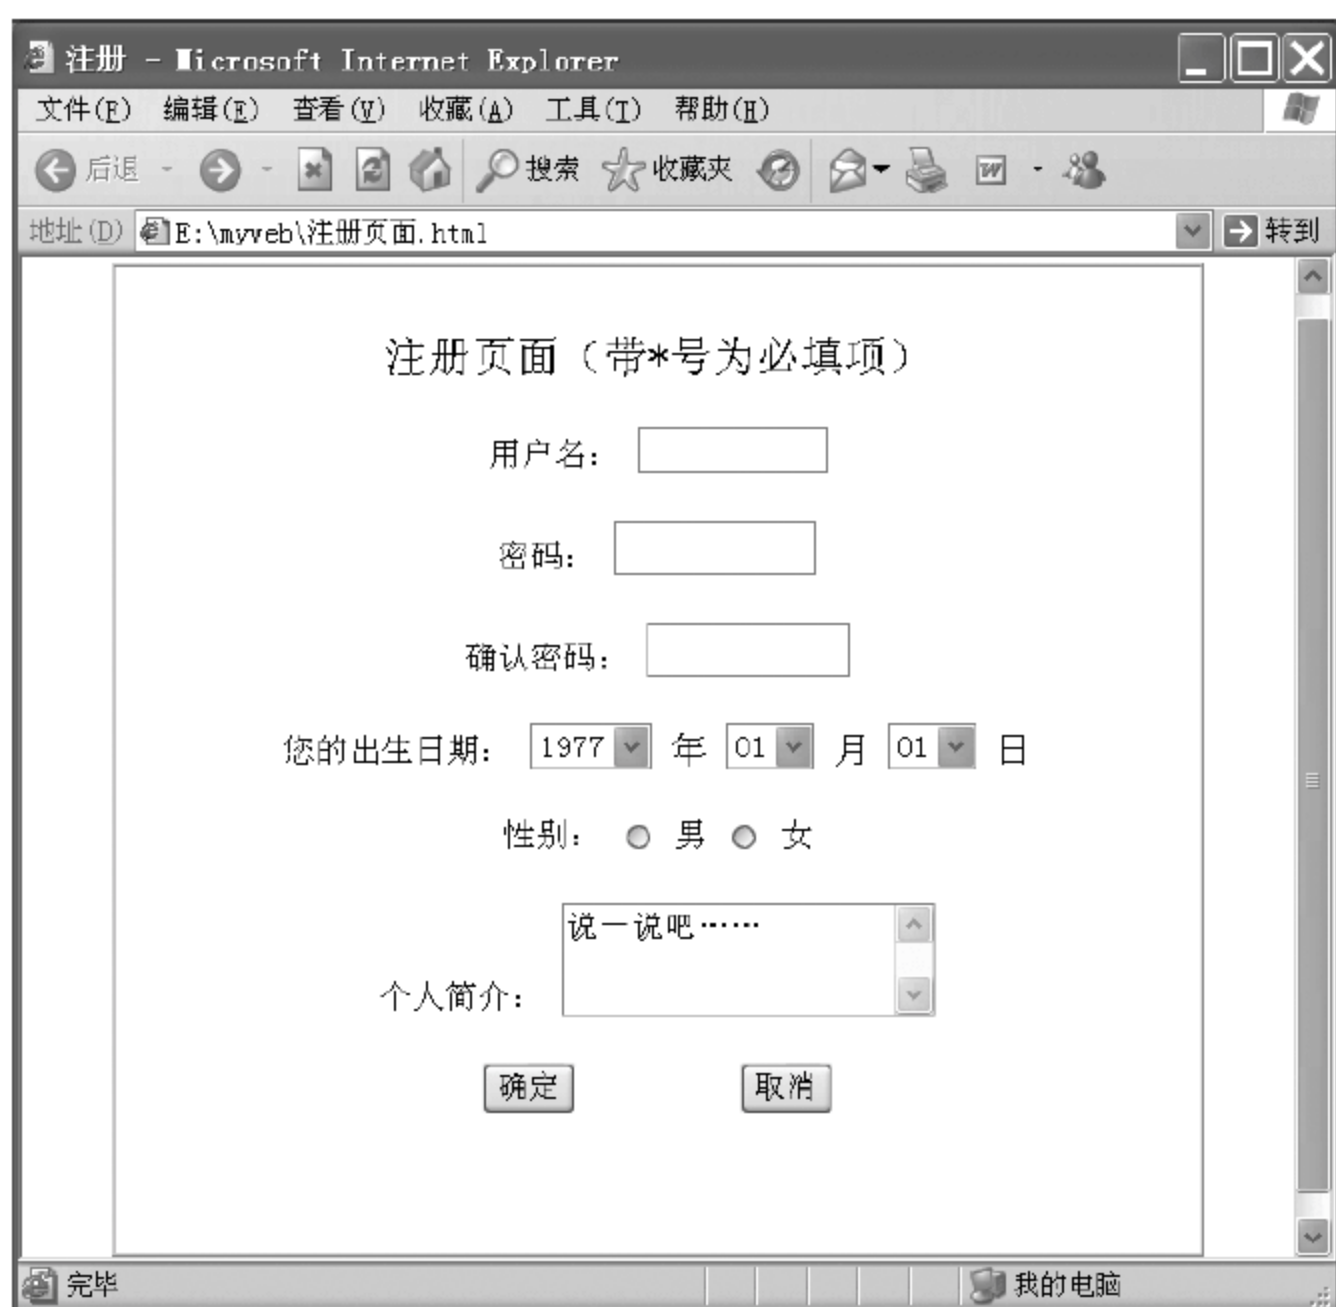 注册 - Microsoft Internet Explorer
文件(F) 编辑(E) 查看(V) 收藏(A) 工具(T) 帮助(H)
后退 搜索 收藏夹
地址(D) E:\myveb\注册页面.html 转到
注册页面（带*号为必填项）
用户名：
密码：
确认密码：
您的出生日期： 1977 年 01 月 01 日
性别： 男 女
说一说吧……
个人简介：
确定 取消
完毕 我的电脑